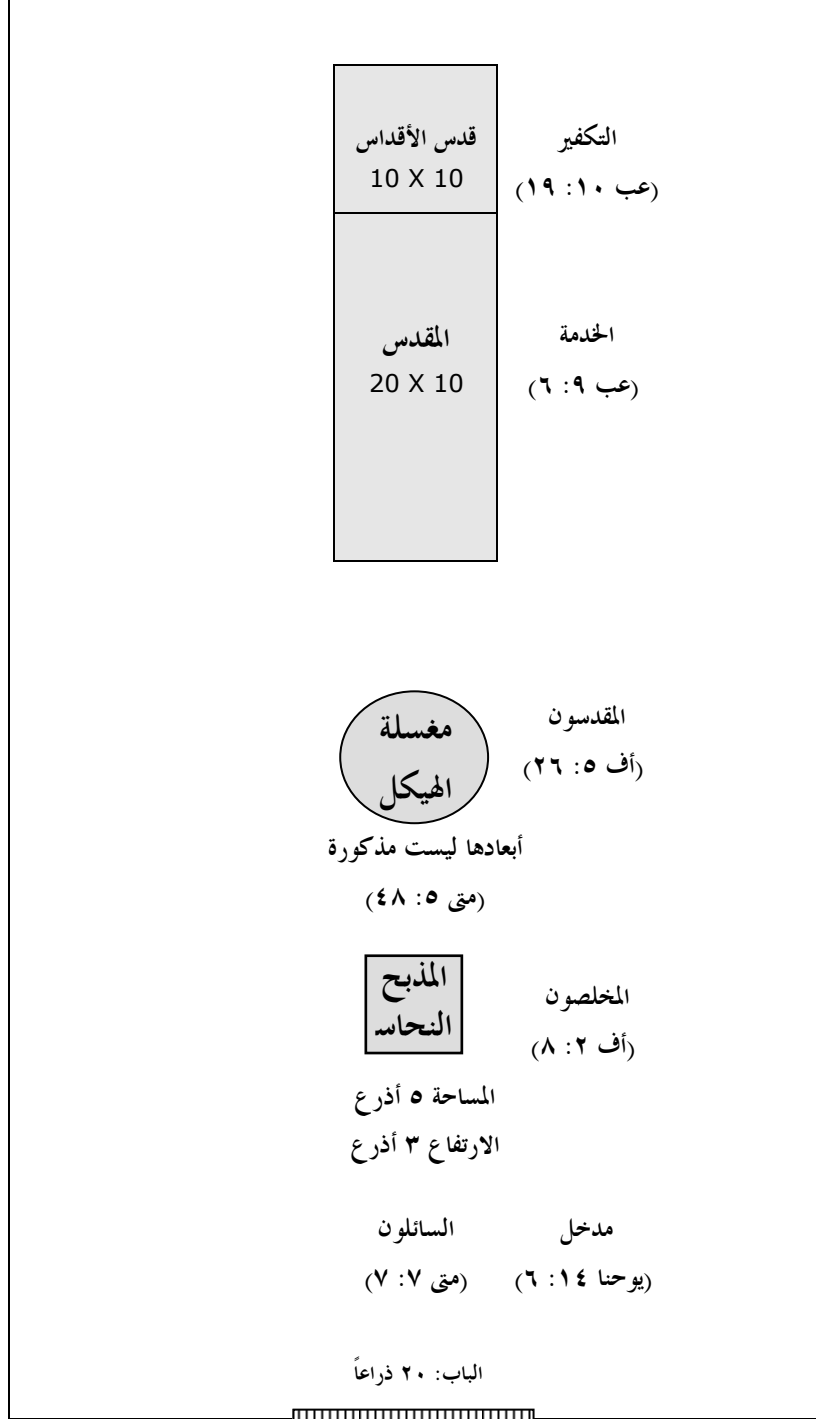 التكفير
(عب ١٠: ١٩)
قدس الأقداس
10 X 10
الخدمة
(عب ٩: ٦)
المقدس
20 X 10
المقدسون
(أف ٥: ٢٦)
مغسلة
الهيكل
أبعادها ليست مذكورة
(متى ٥: ٤٨)
المخلصون
(أف ٢: ٨)
المذبح
النحاس
المساحة ٥ أذرع
الارتفاع ٣ أذرع
مدخل
(يوحنا ١٤: ٦)
السائلون
(متى ٧: ٧)
الباب: ٢٠ ذراعاً